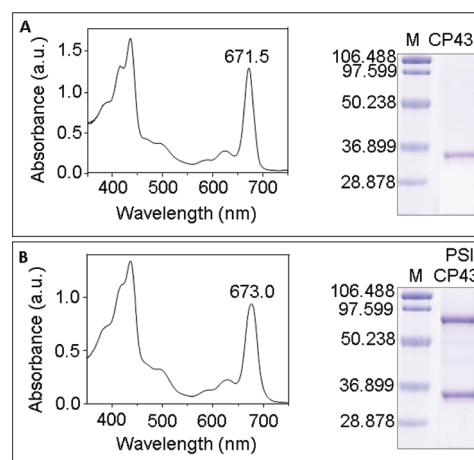 A
Absorbance (a.u.)
1.5
1.0
0.5
0.0
671.5
400 500 600 700
Wavelength (nm)
M CP43
106.488
97.599
50.238
36.899
28.878
B
Absorbance (a.u.)
1.0
0.5
0.0
673.0
400 500 600 700
Wavelength (nm)
PSI
M CP43
106.488
97.599
50.238
36.899
28.878